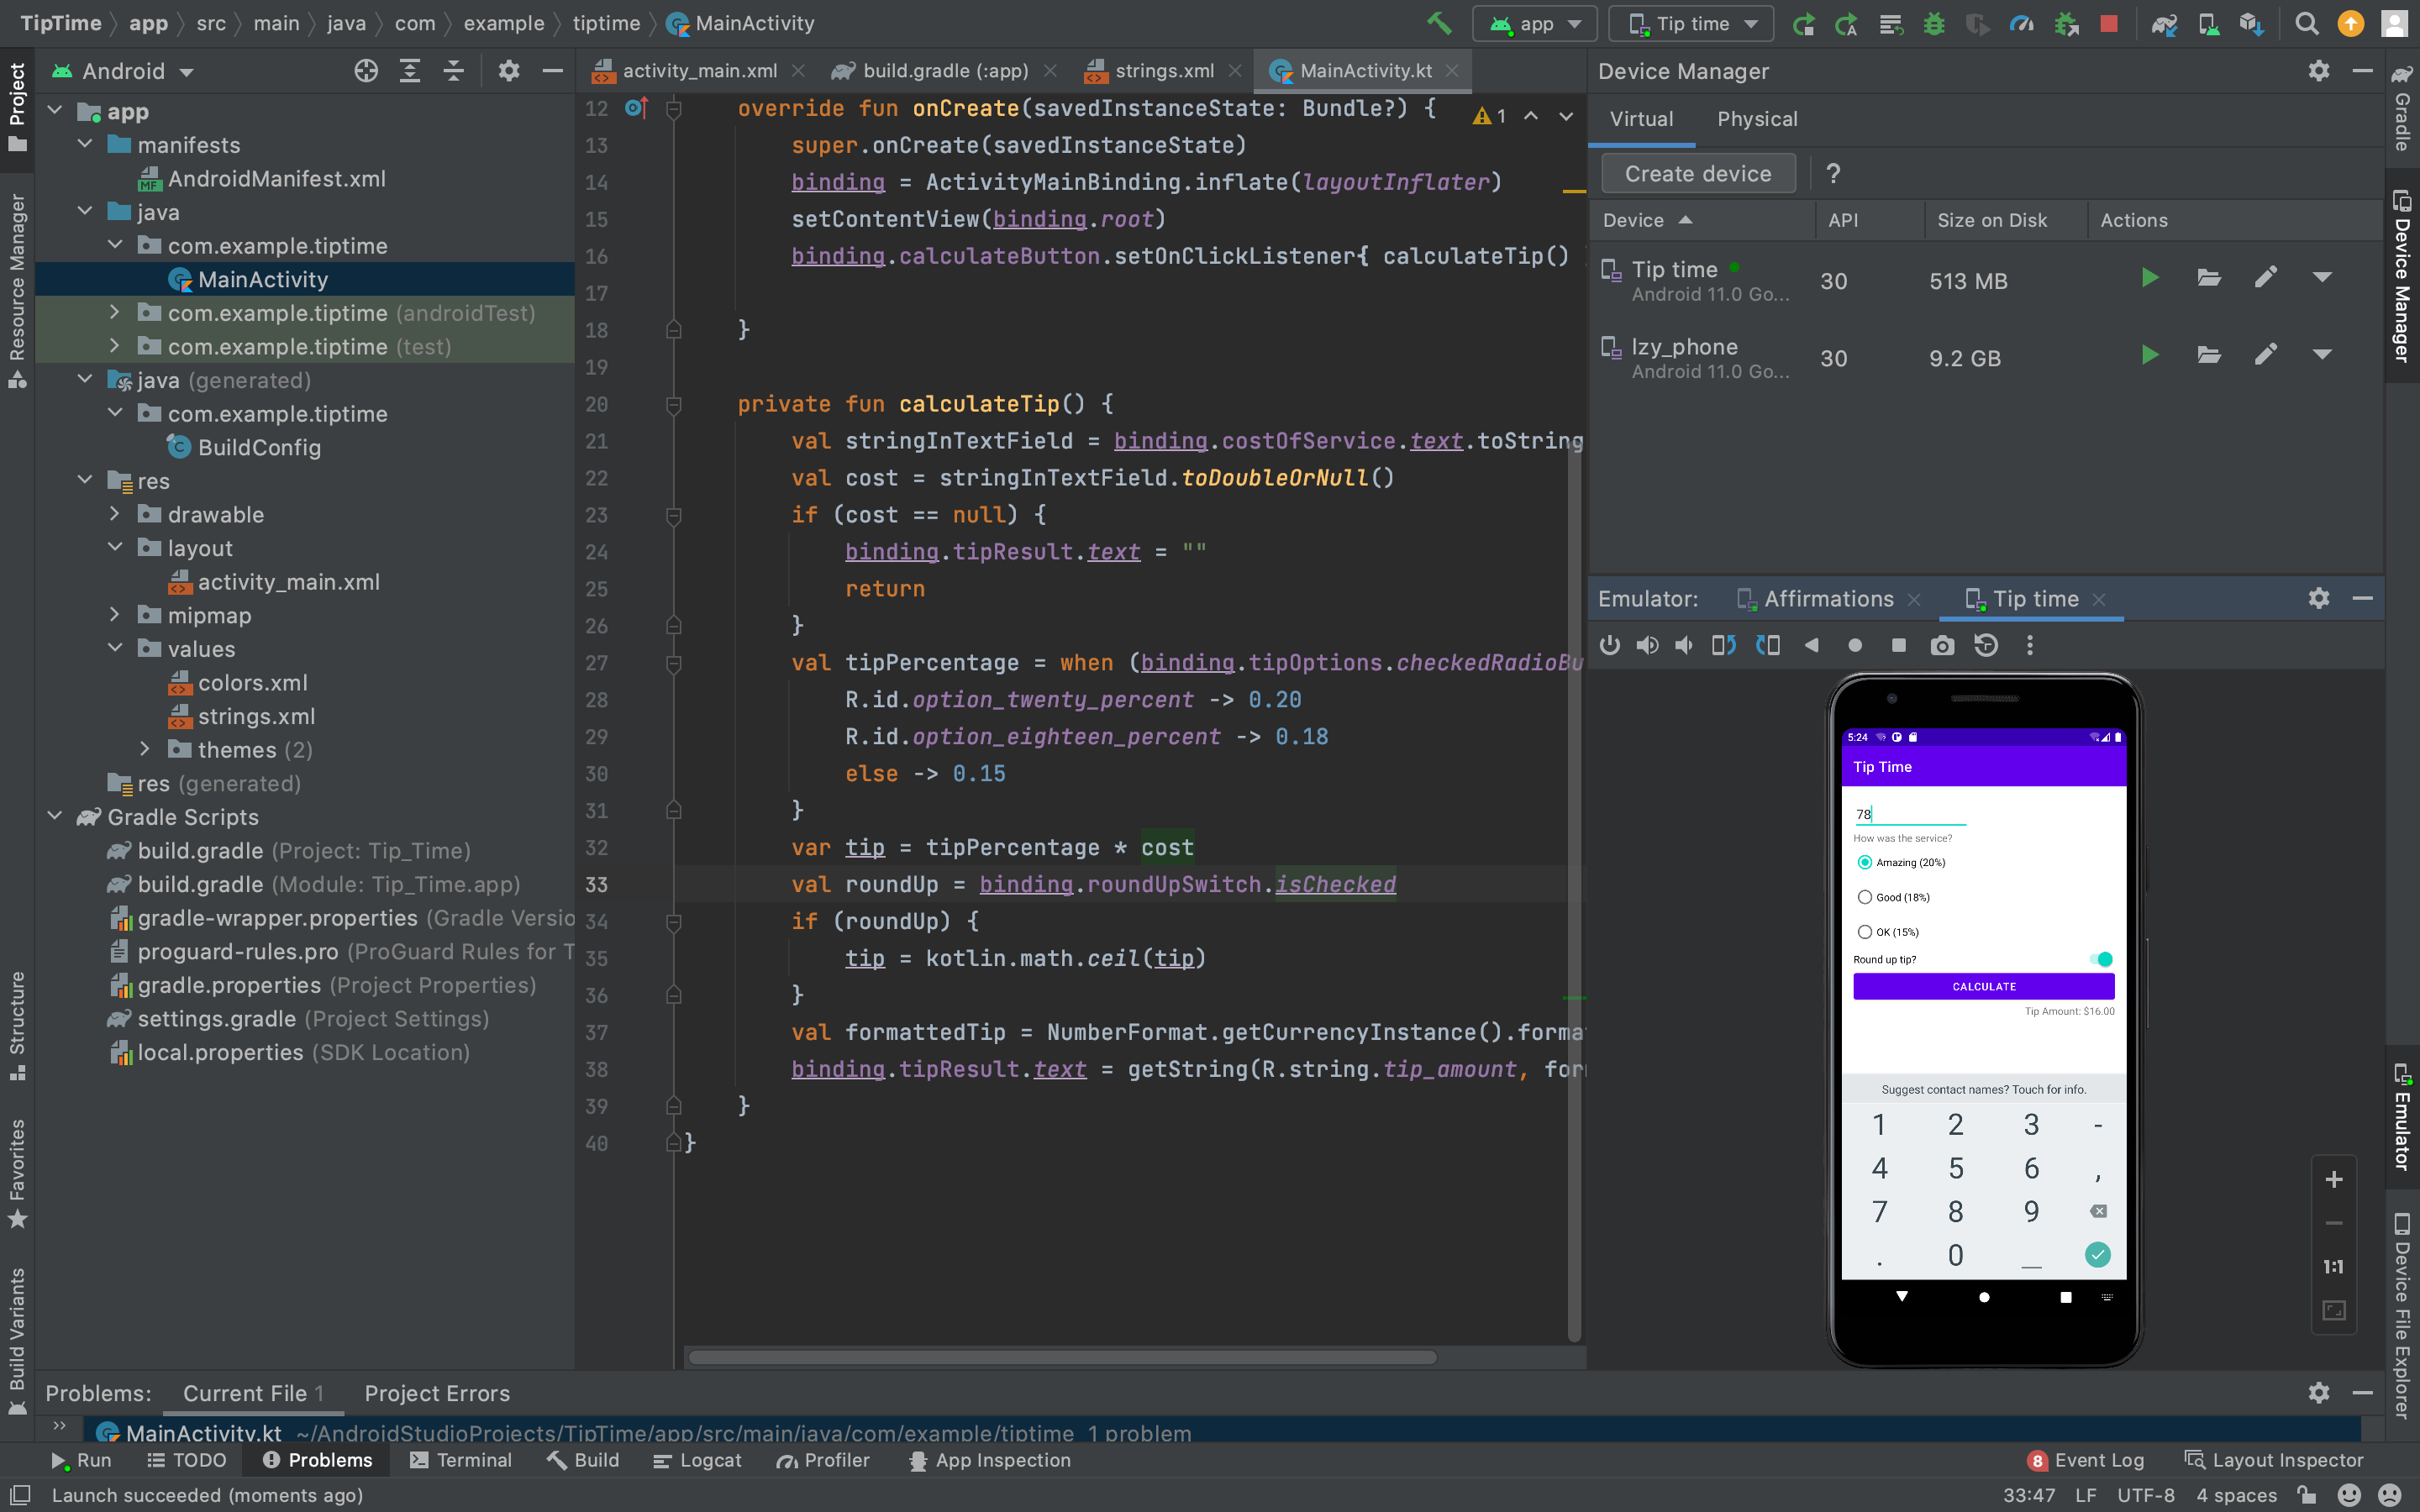 TipTime app src main java com example tiptime MainActivity
app Tip time
Android
activity_main.xml build.gradle (:app) strings.xml MainActivity.kt
Project
Resource Manager
Structure
Favorites
Build Variants
app
manifests
AndroidManifest.xml
java
com.example.tiptime
MainActivity
com.example.tiptime (androidTest)
com.example.tiptime (test)
java (generated)
com.example.tiptime
BuildConfig
res
drawable
layout
activity_main.xml
mipmap
values
colors.xml
strings.xml
themes (2)
res (generated)
Gradle Scripts
build.gradle (Project: Tip_Time)
build.gradle (Module: Tip_Time.app)
gradle-wrapper.properties (Gradle Versio
proguard-rules.pro (ProGuard Rules for T
gradle.properties (Project Properties)
settings.gradle (Project Settings)
local.properties (SDK Location)
12 override fun onCreate(savedInstanceState: Bundle?) {
1
13 super.onCreate(savedInstanceState)
14 binding = ActivityMainBinding.inflate(layoutInflater)
15 setContentView(binding.root)
16 binding.calculateButton.setOnClickListener{ calculateTip()
17
18 }
19
20 private fun calculateTip() {
21 val stringInTextField = binding.costOfService.text.toString
22 val cost = stringInTextField.toDoubleOrNull()
23 if (cost == null) {
24 binding.tipResult.text = ""
25 return
26 }
27 val tipPercentage = when (binding.tipOptions.checkedRadioBu
28 R.id.option_twenty_percent -> 0.20
29 R.id.option_eighteen_percent -> 0.18
30 else -> 0.15
31 }
32 var tip = tipPercentage * cost
33 val roundUp = binding.roundUpSwitch.isChecked
34 if (roundUp) {
35 tip = kotlin.math.ceil(tip)
36 }
37 val formattedTip = NumberFormat.getCurrencyInstance().forma
38 binding.tipResult.text = getString(R.string.tip_amount, for
39 }
40 }
Device Manager
Virtual Physical
Create device ?
Device API Size on Disk Actions
Tip time 30 513 MB
Android 11.0 Go...
lzy_phone 30 9.2 GB
Android 11.0 Go...
Emulator: Affirmations Tip time
5:24
Tip Time
78
How was the service?
Amazing (20%)
Good (18%)
OK (15%)
Round up tip?
CALCULATE
Tip Amount: $16.00
Suggest contact names? Touch for info.
1 2 3 -
4 5 6 ,
7 8 9
. 0 _
1:1
Gradle
Device Manager
Emulator
Device File Explorer
Problems: Current File 1 Project Errors
MainActivity.kt ~/AndroidStudioProjects/TipTime/app/src/main/java/com/example/tiptime 1 problem
Run TODO Problems Terminal Build Logcat Profiler App Inspection 8 Event Log Layout Inspector
Launch succeeded (moments ago) 33:47 LF UTF-8 4 spaces